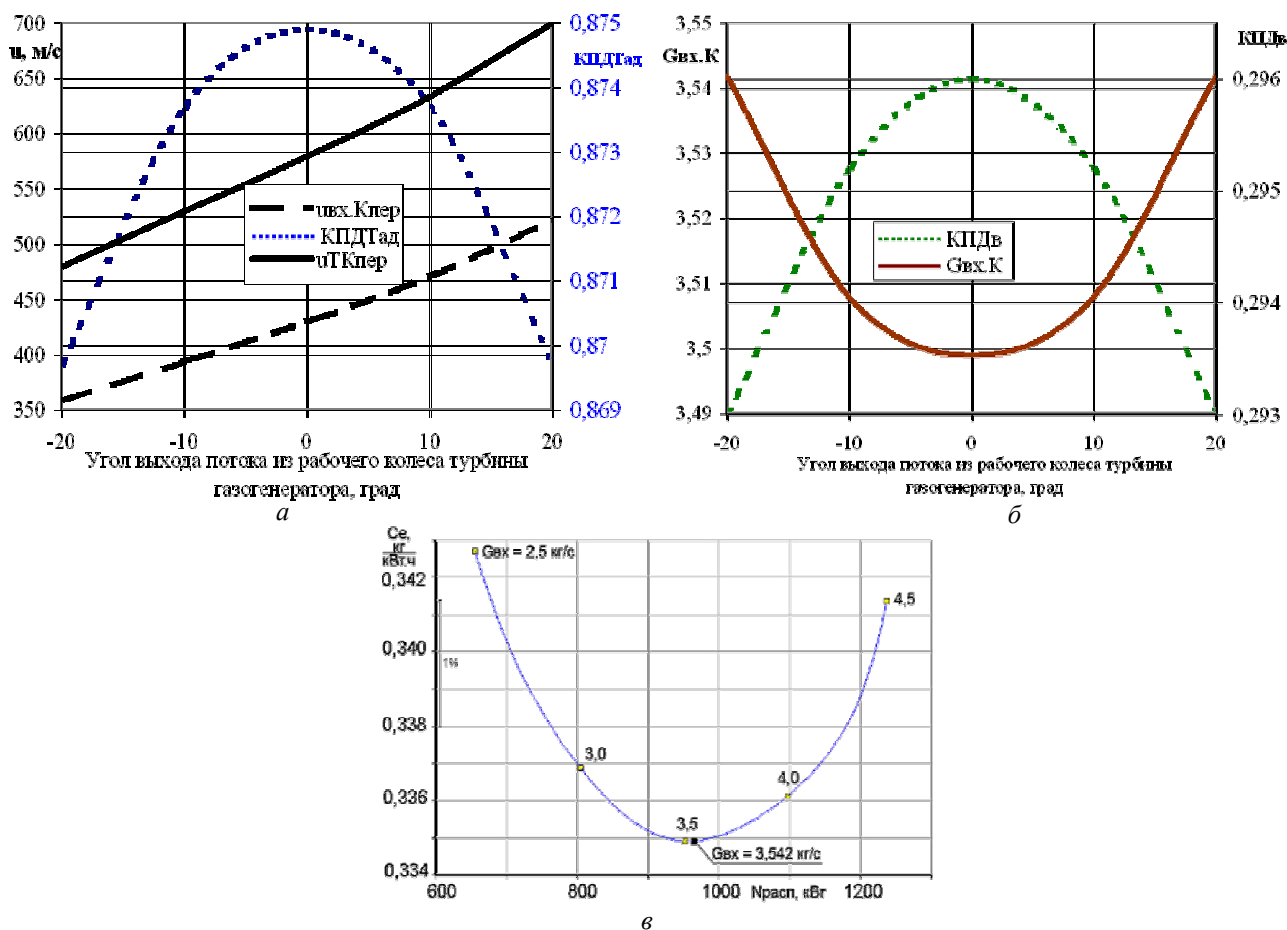 700
u, м/с
650
600
550
500
450
400
350
-20
-10
0
10
20
0,875
КПДТад
0,874
0,873
0,872
0,871
0,87
0,869
uвх.Кпер
КПДТад
uТКпер
Угол выхода потока из рабочего колеса турбины
газогенератора, град
а
3,55
Gвх.К
3,54
3,53
3,52
3,51
3,5
3,49
-20
-10
0
10
20
КПДв
0,296
0,295
0,294
0,293
КПДв
Gвх.К
Угол выхода потока из рабочего колеса турбины
газогенератора, град
б
Ce,
кг
кВт.ч
0,342
0,340
0,338
0,336
0,334
1%
Gвх = 2,5 кг/с
3,0
3,5
4,0
4,5
Gвх = 3,542 кг/с
600
800
1000
Nрасп, кВт
1200
в